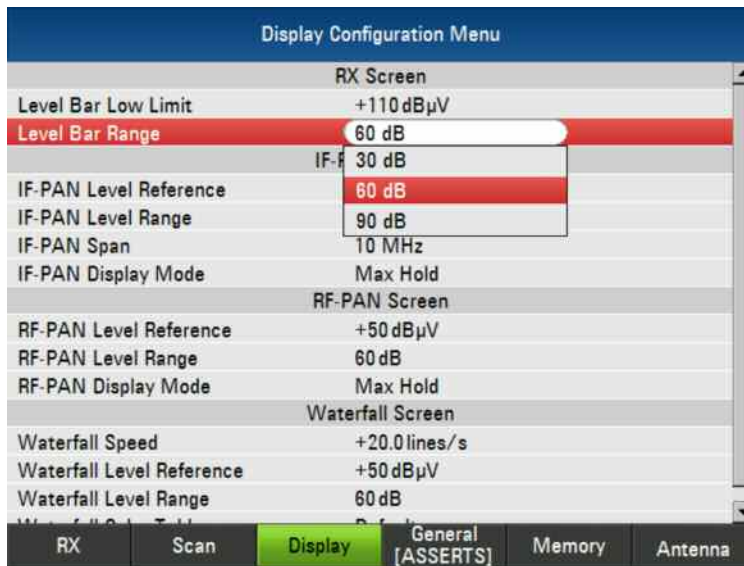 Display Configuration Menu
RX Screen
Level Bar Low Limit +110 dBµV
Level Bar Range 60 dB
30 dB
60 dB
90 dB
IF-PAN Level Reference
IF-PAN Level Range
IF-PAN Span 10 MHz
IF-PAN Display Mode Max Hold
RF-PAN Screen
RF-PAN Level Reference +50 dBµV
RF-PAN Level Range 60 dB
RF-PAN Display Mode Max Hold
Waterfall Screen
Waterfall Speed +20.0 lines/s
Waterfall Level Reference +50 dBµV
Waterfall Level Range 60 dB
RX Scan Display General [ASSERTS] Memory Antenna